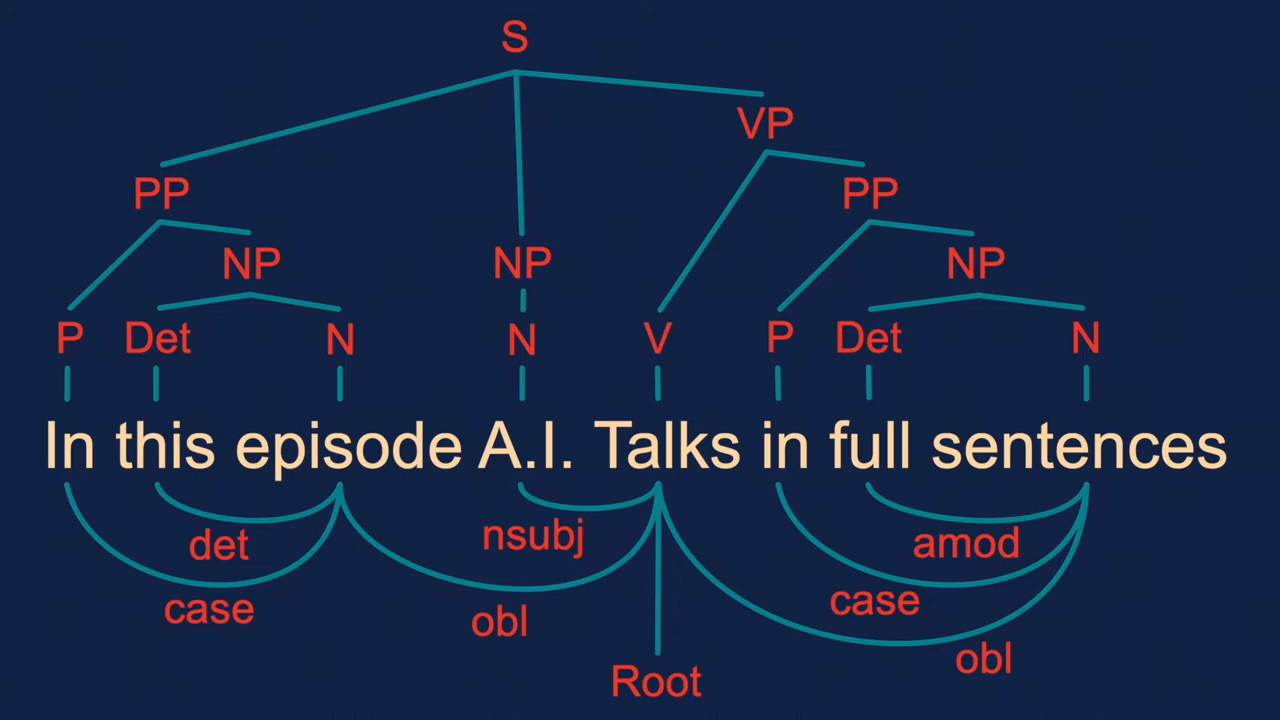 S
VP
PP PP
NP NP NP
P Det N N V P Det N
In this episode A.I. Talks in full sentences
det nsubj amod
case obl case
obl
Root